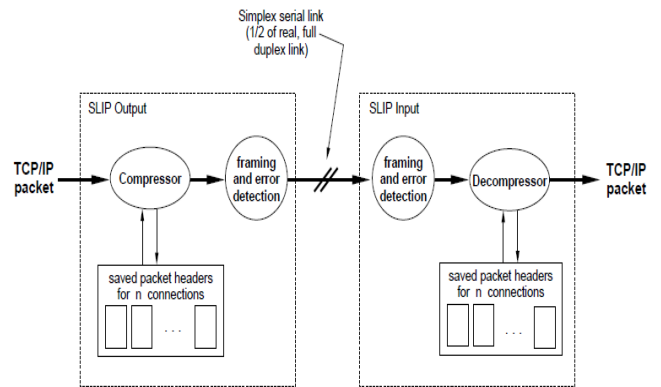 Simplex serial link
(1/2 of real, full
duplex link)
SLIP Output
SLIP Input
TCP/IP
packet
Compressor
framing
and error
detection
framing
and error
detection
Decompressor
TCP/IP
packet
saved packet headers
for n connections
. . .
saved packet headers
for n connections
. . .